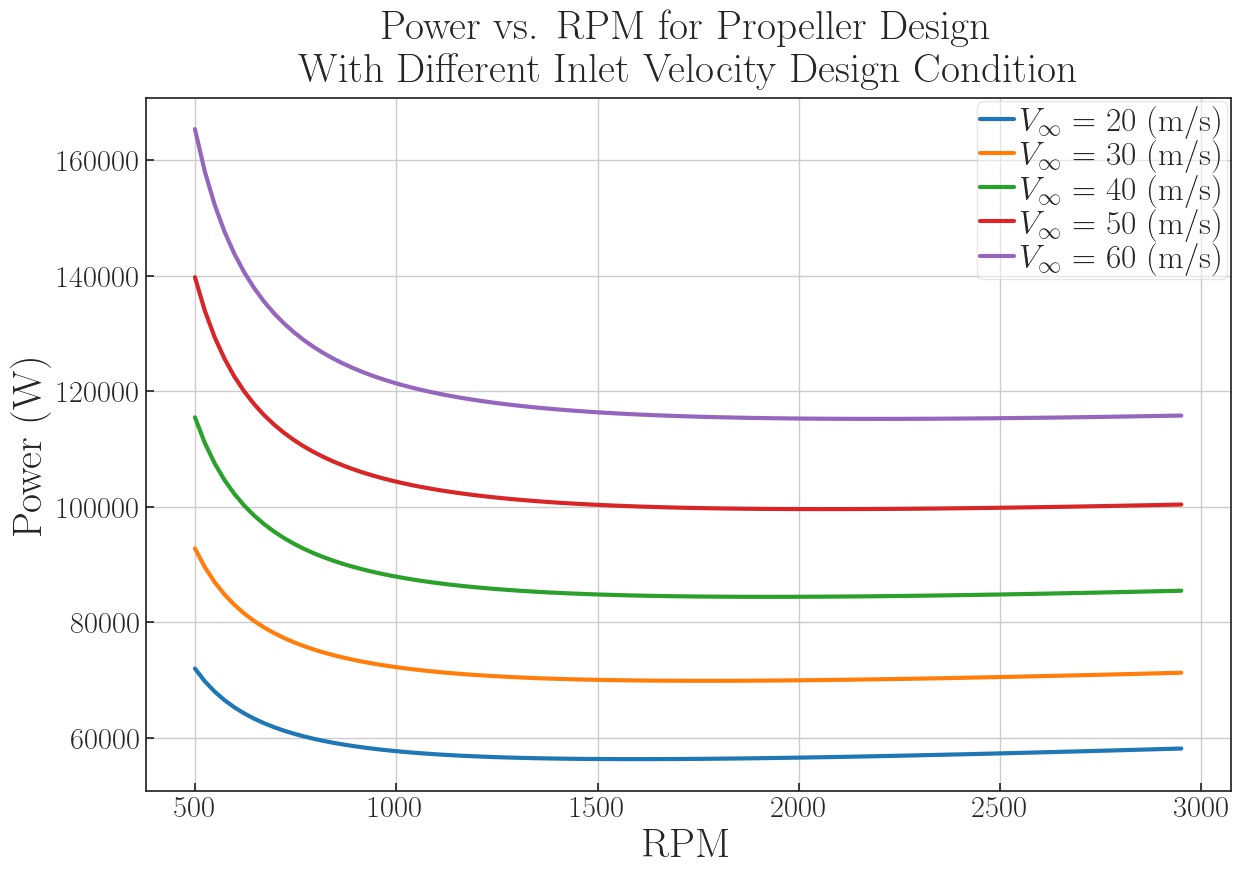 Power vs. RPM for Propeller Design
With Different Inlet Velocity Design Condition
V∞ = 20 (m/s)
V∞ = 30 (m/s)
V∞ = 40 (m/s)
V∞ = 50 (m/s)
V∞ = 60 (m/s)
Power (W)
160000
140000
120000
100000
80000
60000
500 1000 1500 2000 2500 3000
RPM